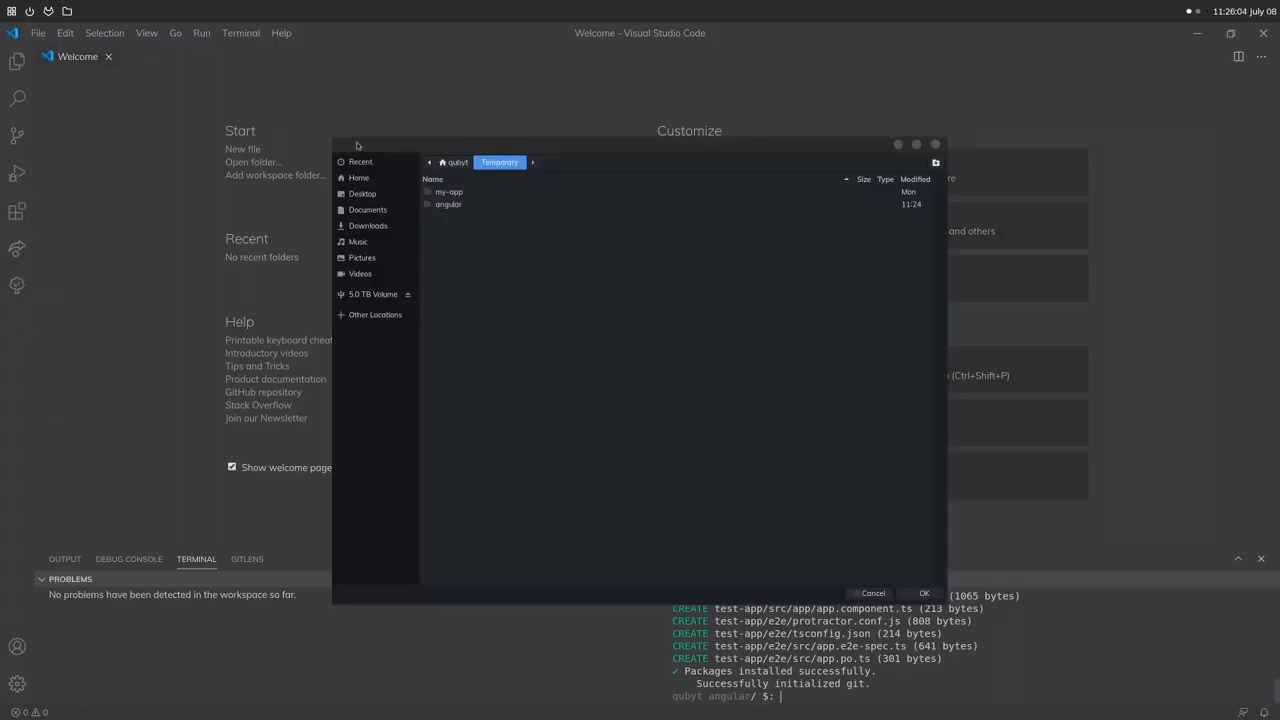 11:26:04 July 08
File Edit Selection View Go Run Terminal Help
Welcome - Visual Studio Code
Welcome
Start
New file
Open folder...
Add workspace folder...
Recent
No recent folders
Help
Printable keyboard cheat
Introductory videos
Tips and Tricks
Product documentation
GitHub repository
Stack Overflow
Join our Newsletter
Show welcome page
Customize
re
and others
e (Ctrl+Shift+P)
Recent
Home
Desktop
Documents
Downloads
Music
Pictures
Videos
5.0 TB Volume
Other Locations
qubyt Temporary
Name Size Type Modified
my-app Mon
angular 11:24
Cancel OK
OUTPUT DEBUG CONSOLE TERMINAL GITLENS
PROBLEMS
No problems have been detected in the workspace so far.
(1065 bytes)
CREATE test-app/src/app/app.component.ts (213 bytes)
CREATE test-app/e2e/protractor.conf.js (808 bytes)
CREATE test-app/e2e/tsconfig.json (214 bytes)
CREATE test-app/e2e/src/app.e2e-spec.ts (641 bytes)
CREATE test-app/e2e/src/app.po.ts (301 bytes)
✔ Packages installed successfully.
Successfully initialized git.
qubyt angular/ $:
0 0